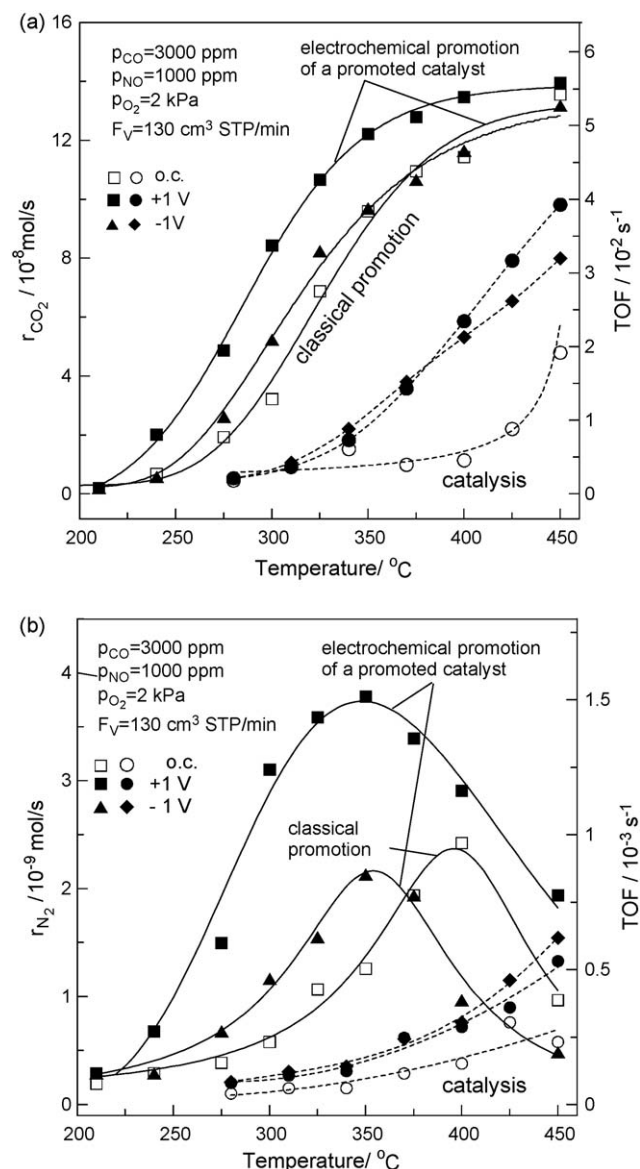 (a)
p_CO=3000 ppm
p_NO=1000 ppm
p_O2=2 kPa
F_V=130 cm³ STP/min
o.c.
+1 V
-1V
electrochemical promotion
of a promoted catalyst
classical promotion
catalysis
16
12
8
4
0
r_CO2 / 10⁻⁸mol/s
6
5
4
3
2
1
0
TOF / 10⁻² s⁻¹
200 250 300 350 400 450
Temperature/ °C
(b)
p_CO=3000 ppm
p_NO=1000 ppm
p_O2=2 kPa
F_V=130 cm³ STP/min
o.c.
+1 V
- 1 V
electrochemical promotion
of a promoted catalyst
classical
promotion
catalysis
4
3
2
1
0
r_N2 /10⁻⁹ mol/s
1.5
1
0.5
0
TOF / 10⁻³ s⁻¹
200 250 300 350 400 450
Temperature/ °C